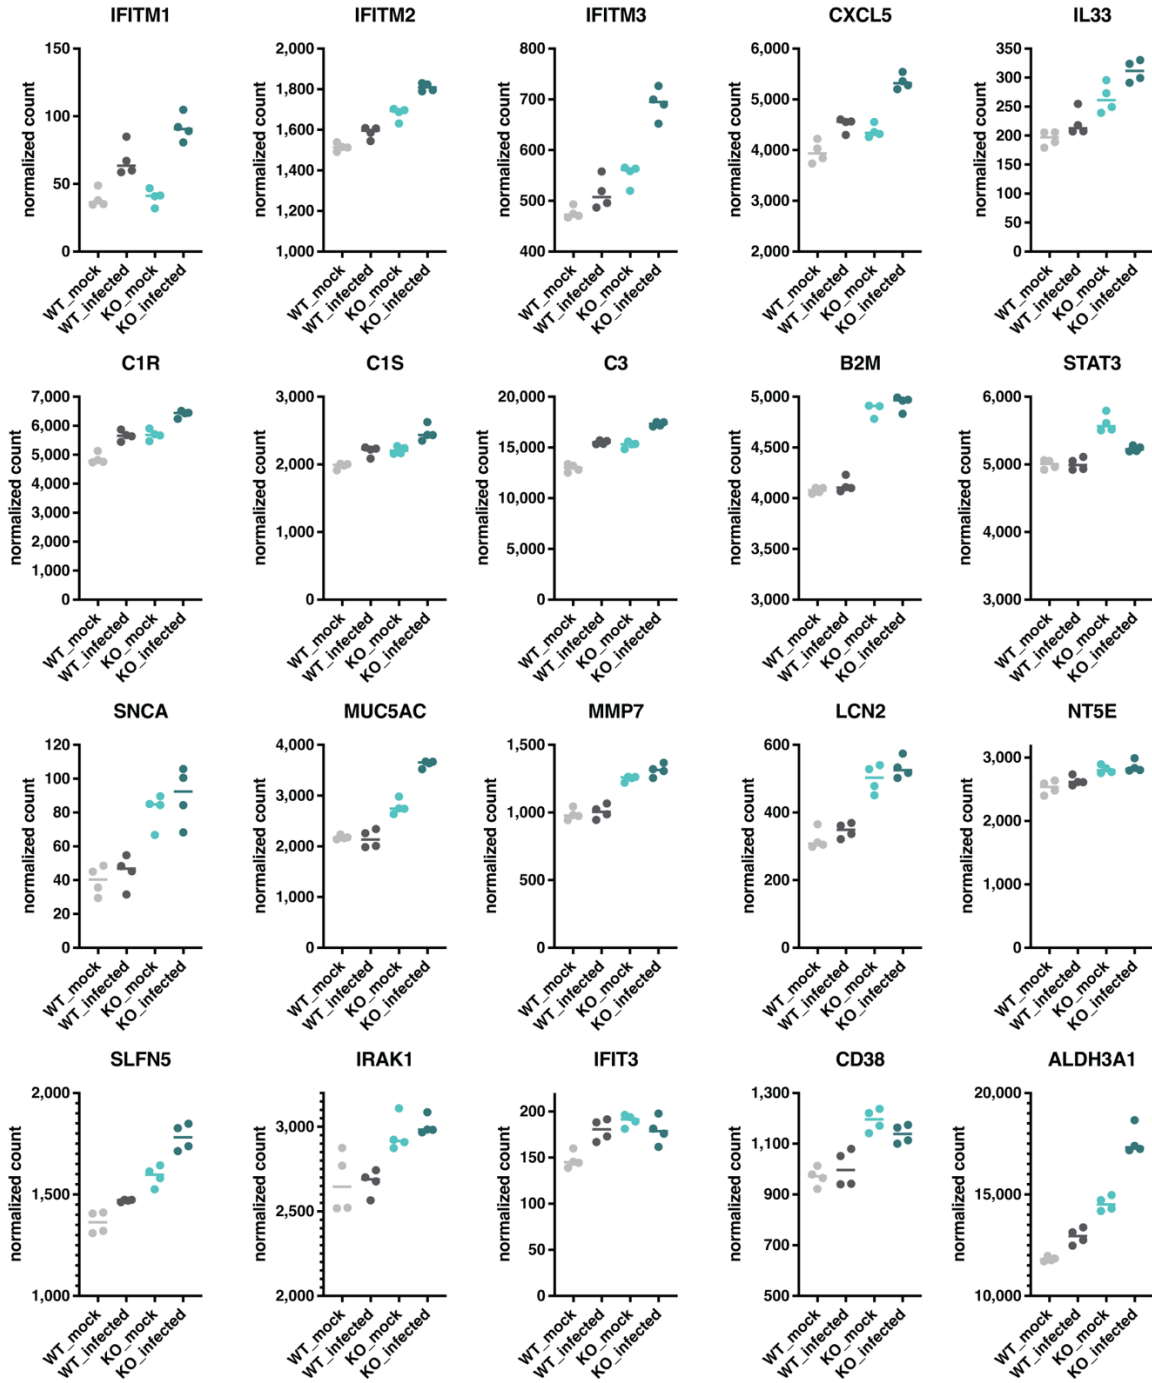 IFITM1 IFITM2 IFITM3 CXCL5 IL33
normalized count
150
100
50
0
WT_mock
WT_infected
KO_mock
KO_infected
normalized count
2,000
1,800
1,600
1,400
1,200
1,000
WT_mock
WT_infected
KO_mock
KO_infected
normalized count
800
700
600
500
400
WT_mock
WT_infected
KO_mock
KO_infected
normalized count
6,000
5,000
4,000
3,000
2,000
WT_mock
WT_infected
KO_mock
KO_infected
normalized count
350
300
250
200
150
100
50
0
WT_mock
WT_infected
KO_mock
KO_infected
C1R C1S C3 B2M STAT3
normalized count
7,000
6,000
5,000
4,000
3,000
2,000
1,000
0
WT_mock
WT_infected
KO_mock
KO_infected
normalized count
3,000
2,000
1,000
0
WT_mock
WT_infected
KO_mock
KO_infected
normalized count
20,000
15,000
10,000
5,000
0
WT_mock
WT_infected
KO_mock
KO_infected
normalized count
5,000
4,500
4,000
3,500
3,000
WT_mock
WT_infected
KO_mock
KO_infected
normalized count
6,000
5,000
4,000
3,000
WT_mock
WT_infected
KO_mock
KO_infected
SNCA MUC5AC MMP7 LCN2 NT5E
normalized count
120
100
80
60
40
20
0
WT_mock
WT_infected
KO_mock
KO_infected
normalized count
4,000
3,000
2,000
1,000
0
WT_mock
WT_infected
KO_mock
KO_infected
normalized count
1,500
1,000
500
0
WT_mock
WT_infected
KO_mock
KO_infected
normalized count
600
400
200
0
WT_mock
WT_infected
KO_mock
KO_infected
normalized count
3,000
2,000
1,000
0
WT_mock
WT_infected
KO_mock
KO_infected
SLFN5 IRAK1 IFIT3 CD38 ALDH3A1
normalized count
2,000
1,500
1,000
WT_mock
WT_infected
KO_mock
KO_infected
normalized count
3,000
2,500
2,000
WT_mock
WT_infected
KO_mock
KO_infected
normalized count
200
150
100
50
0
WT_mock
WT_infected
KO_mock
KO_infected
normalized count
1,300
1,100
900
700
500
WT_mock
WT_infected
KO_mock
KO_infected
normalized count
20,000
15,000
10,000
WT_mock
WT_infected
KO_mock
KO_infected